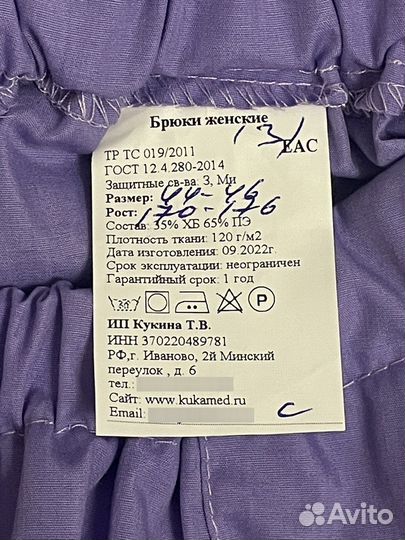 Брюки женские
(3)
ТР ТС 019/2011 ЕАС
ГОСТ 12.4.280-2014
Защитные св-ва: З, Ми
Размер: 44-46
Рост: 170-176
Состав: 35% ХБ 65% ПЭ
Плотность ткани: 120 г/м2
Дата изготовления: 09.2022г.
Срок эксплуатации: неограничен
Гарантийный срок: 1 год
P
ИП Кукина Т.В.
ИНН 370220489781
РФ,г. Иваново, 2й Минский
переулок , д. 6
тел.:
Сайт: www.kukamed.ru
Email:
с
Avito